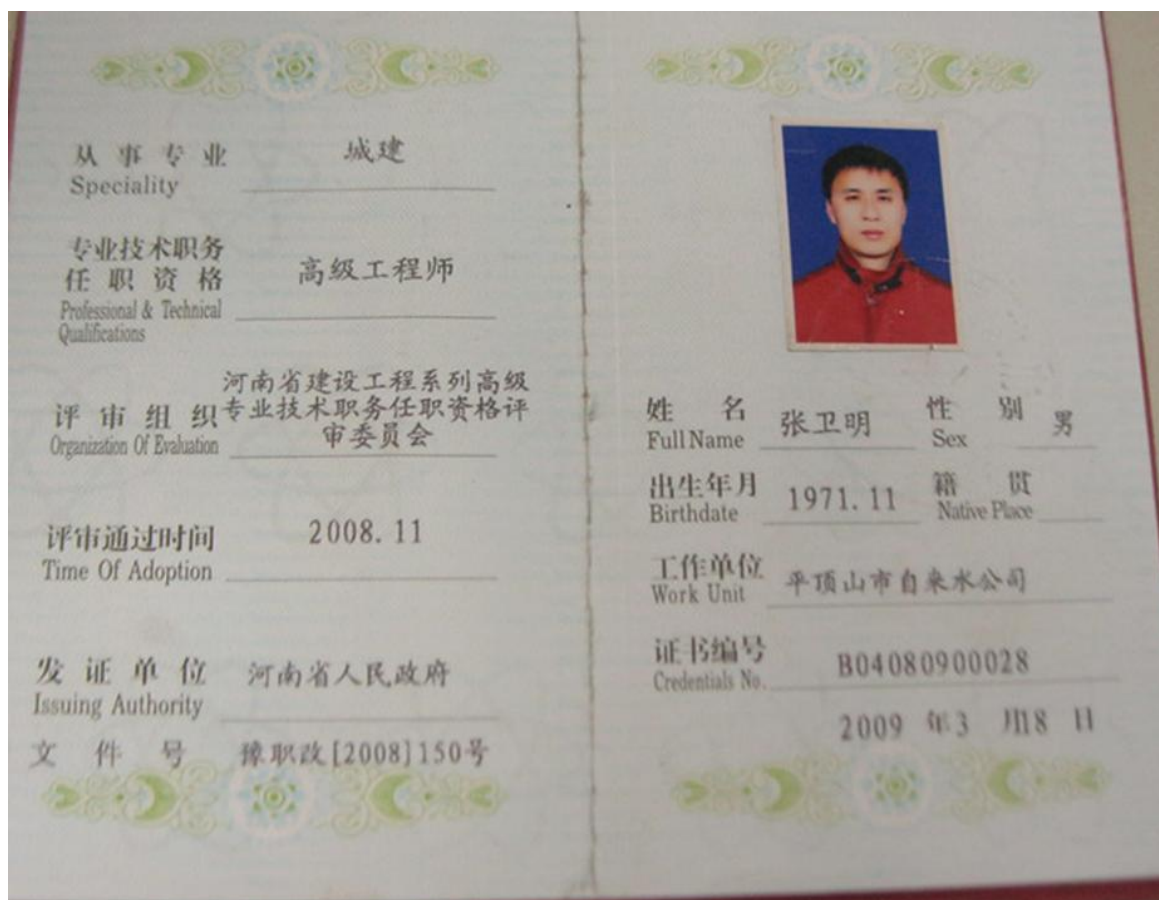 从事专业 城建
Speciality
专业技术职务
任职资格 高级工程师
Professional & Technical
Qualifications
河南省建设工程系列高级
评审组织 专业技术职务任职资格评
审委员会
Organization Of Evaluation
评审通过时间 2008.11
Time Of Adoption
发证单位 河南省人民政府
Issuing Authority
文件号 豫职改[2008]150号
姓名 张卫明 性别 男
Full Name Sex
出生年月 1971.11 籍贯
Birthdate Native Place
工作单位 平顶山市自来水公司
Work Unit
证书编号 B04080900028
Credentials No.
2009 年3 月18 日